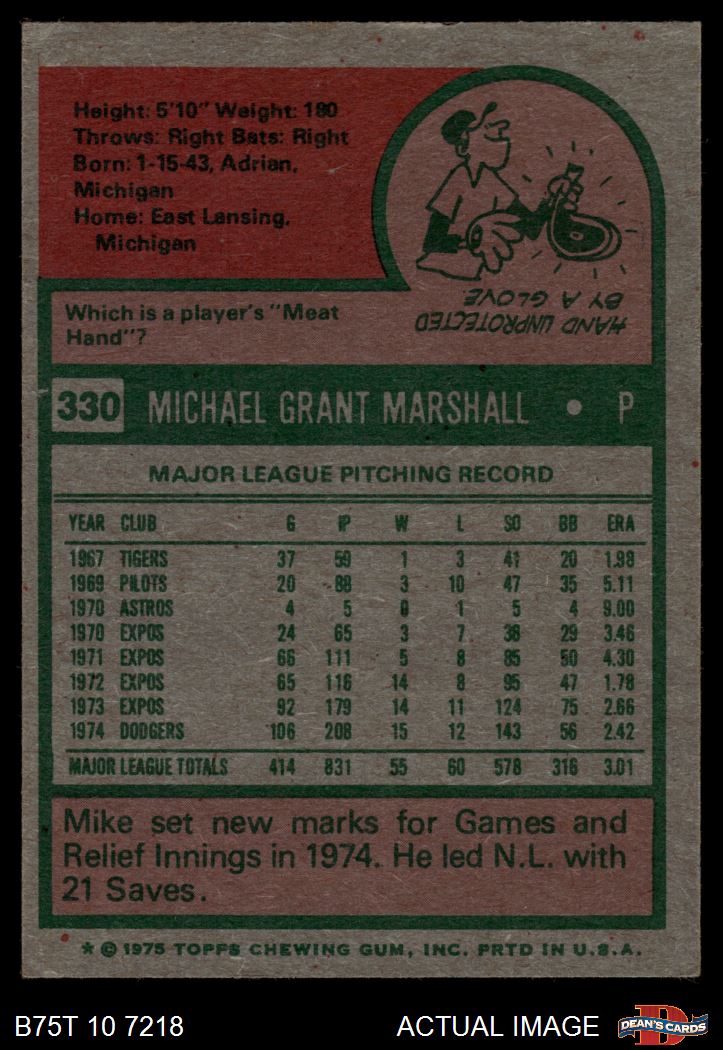 Height: 5'10" Weight: 180
Throws: Right Bats: Right
Born: 1-15-43, Adrian,
Michigan
Home: East Lansing,
Michigan
Which is a player's "Meat
Hand"?
HAND UNPROTECTED
BY A GLOVE.
330 MICHAEL GRANT MARSHALL • P
MAJOR LEAGUE PITCHING RECORD
YEAR CLUB G IP W L SO BB ERA
1967 TIGERS 37 59 1 3 41 20 1.98
1969 PILOTS 20 88 3 10 47 35 5.11
1970 ASTROS 4 5 0 1 5 4 9.00
1970 EXPOS 24 65 3 7 38 29 3.46
1971 EXPOS 66 111 5 8 85 50 4.30
1972 EXPOS 65 116 14 8 95 47 1.78
1973 EXPOS 92 179 14 11 124 75 2.66
1974 DODGERS 106 208 15 12 143 56 2.42
MAJOR LEAGUE TOTALS 414 831 55 60 578 316 3.01
Mike set new marks for Games and
Relief Innings in 1974. He led N.L. with
21 Saves.
* © 1975 TOPPS CHEWING GUM, INC. PRTD IN U.S.A.
B75T 10 7218 ACTUAL IMAGE D DEAN'S CARDS